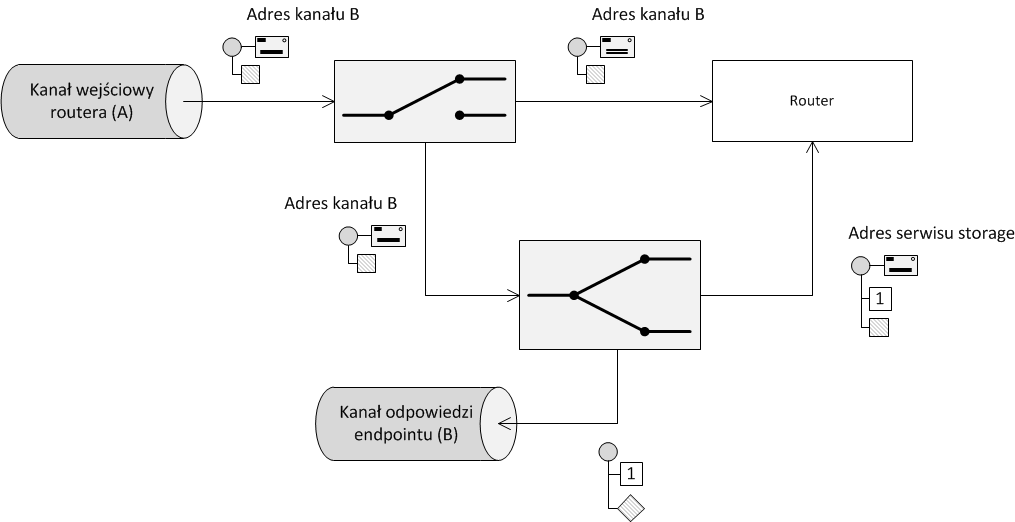 Adres kanału B
Adres kanału B
Kanał wejściowy
routera (A)
Router
Adres kanału B
Adres serwisu storage
1
Kanał odpowiedzi
endpointu (B)
1